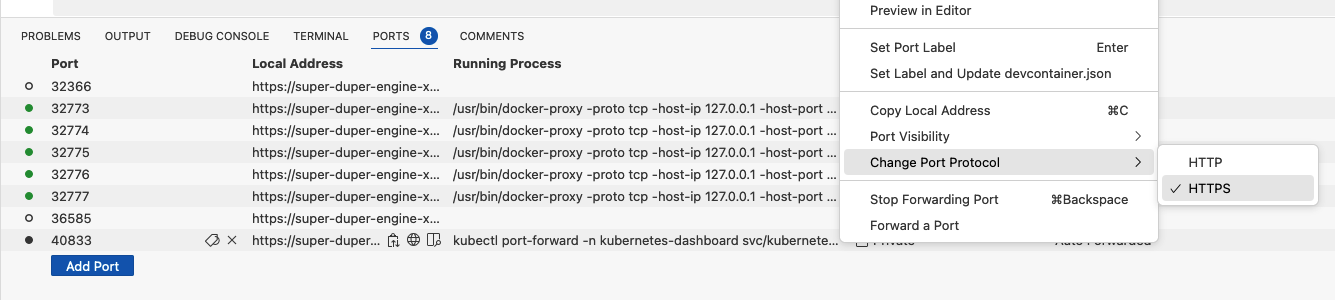 Preview in Editor
PROBLEMS OUTPUT DEBUG CONSOLE TERMINAL PORTS 8 COMMENTS
Set Port Label Enter
Port Local Address Running Process
Set Label and Update devcontainer.json
32366 https://super-duper-engine-x...
32773 https://super-duper-engine-x... /usr/bin/docker-proxy -proto tcp -host-ip 127.0.0.1 -host-port ...
Copy Local Address ⌘C
32774 https://super-duper-engine-x... /usr/bin/docker-proxy -proto tcp -host-ip 127.0.0.1 -host-port ...
Port Visibility
32775 https://super-duper-engine-x... /usr/bin/docker-proxy -proto tcp -host-ip 127.0.0.1 -host-port ...
Change Port Protocol HTTP
32776 https://super-duper-engine-x... /usr/bin/docker-proxy -proto tcp -host-ip 127.0.0.1 -host-port ...
HTTPS
32777 https://super-duper-engine-x... /usr/bin/docker-proxy -proto tcp -host-ip 127.0.0.1 -host-port ...
Stop Forwarding Port ⌘Backspace
36585 https://super-duper-engine-x...
Forward a Port
40833 https://super-duper... kubectl port-forward -n kubernetes-dashboard svc/kubernete... Private Auto Forwarded
Add Port